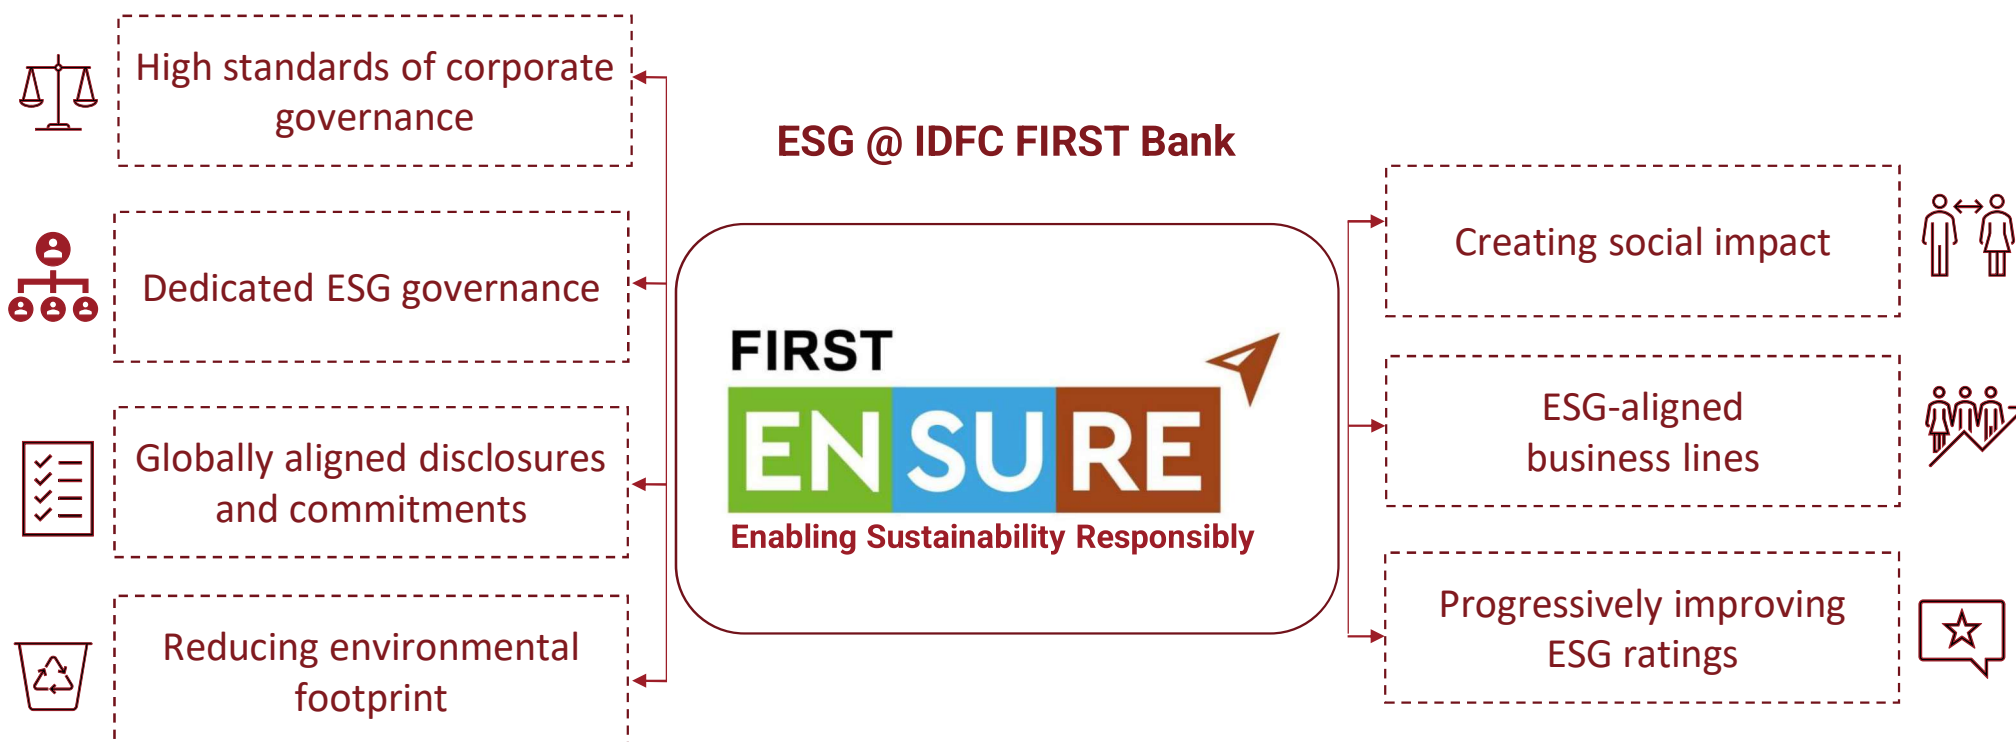 High standards of corporate
governance
Dedicated ESG governance
Globally aligned disclosures
and commitments
Reducing environmental
footprint
ESG @ IDFC FIRST Bank
FIRST
ENSURE
Enabling Sustainability Responsibly
Creating social impact
ESG-aligned
business lines
Progressively improving
ESG ratings